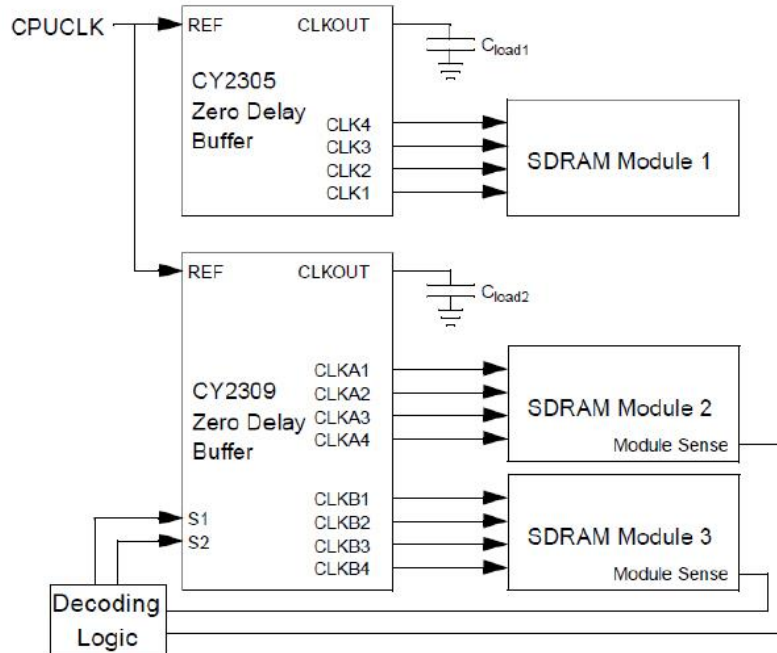 CPUCLK
REF CLKOUT
Cload1
CY2305
Zero Delay
Buffer
CLK4
CLK3
CLK2
CLK1
SDRAM Module 1
REF CLKOUT
Cload2
CY2309
Zero Delay
Buffer
CLKA1
CLKA2
CLKA3
CLKA4
SDRAM Module 2
Module Sense
S1
S2
CLKB1
CLKB2
CLKB3
CLKB4
SDRAM Module 3
Module Sense
Decoding
Logic